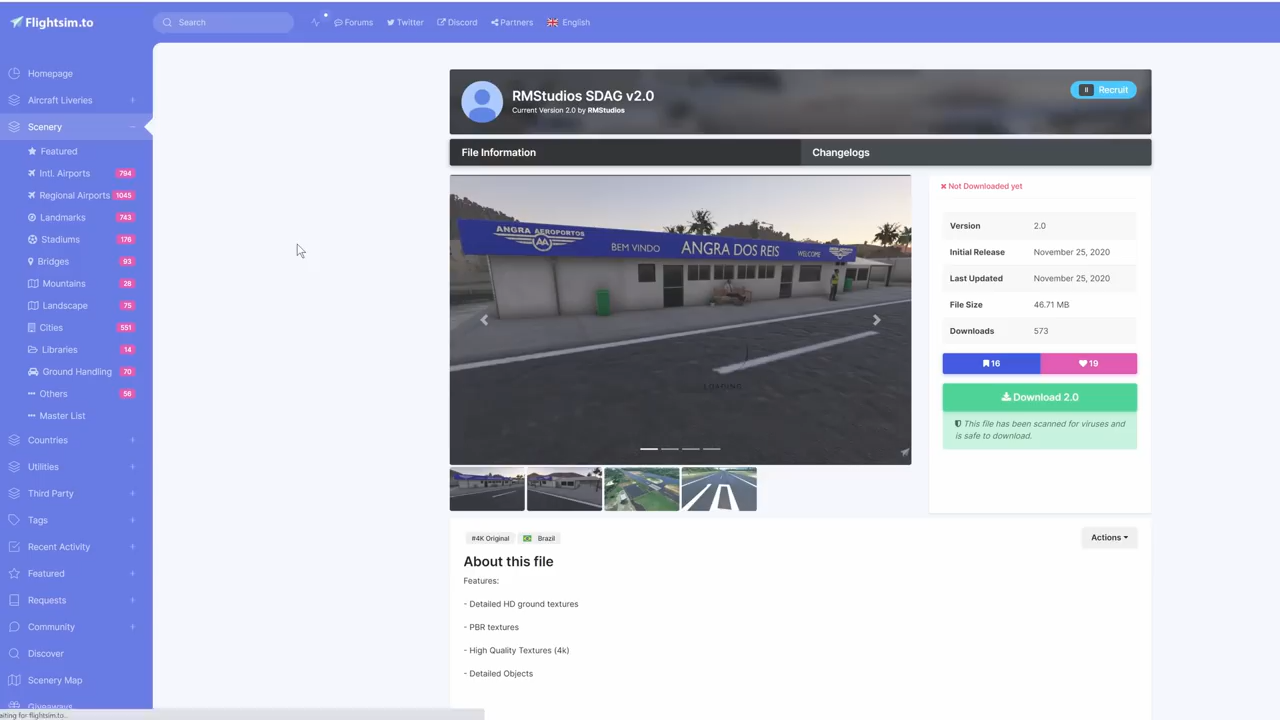 Flightsim.to
Search
Forums
Twitter
Discord
Partners
English
Homepage
Aircraft Liveries +
Scenery −
Featured
Intl. Airports 794
Regional Airports 1045
Landmarks 743
Stadiums 176
Bridges 93
Mountains 28
Landscape 75
Cities 551
Libraries 14
Ground Handling 70
Others 56
Master List
Countries +
Utilities +
Third Party +
Tags +
Recent Activity +
Featured +
Requests +
Community +
Discover
Scenery Map
Giveaways
aiting for flightsim.to...
RMStudios SDAG v2.0
Current Version 2.0 by RMStudios
Recruit
File Information
Changelogs
ANGRA AEROPORTOS
BEM VINDO
ANGRA DOS REIS
WELCOME
LOADING
Not Downloaded yet
Version 2.0
Initial Release November 25, 2020
Last Updated November 25, 2020
File Size 46.71 MB
Downloads 573
16
19
Download 2.0
This file has been scanned for viruses and
is safe to download.
#4K Original
Brazil
Actions
About this file
Features:
- Detailed HD ground textures
- PBR textures
- High Quality Textures (4k)
- Detailed Objects